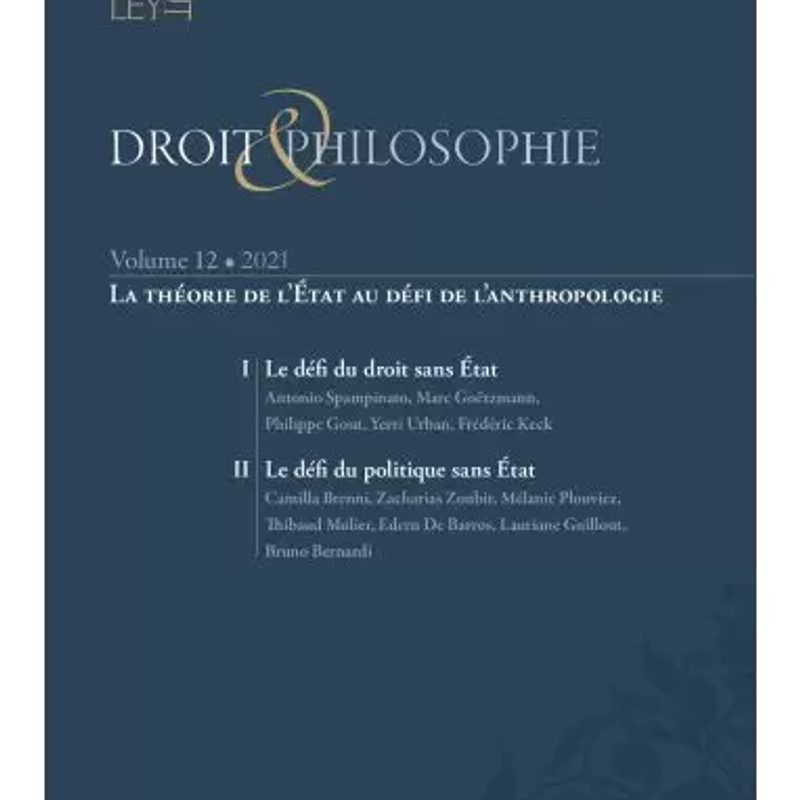 DROIT & PHILOSOPHIE
Volume 12 • 2021
La théorie de l'État au défi de l'anthropologie
I Le défi du droit sans État
Antonio Spampinato, Marc Goëtzmann,
Philippe Gout, Yerri Urban, Frédéric Keck
II Le défi du politique sans État
Camilla Brenni, Zacharias Zoubir, Mélanie Plouviez,
Thibaud Mulier, Edern De Barros, Lauriane Guillout,
Bruno Bernardi